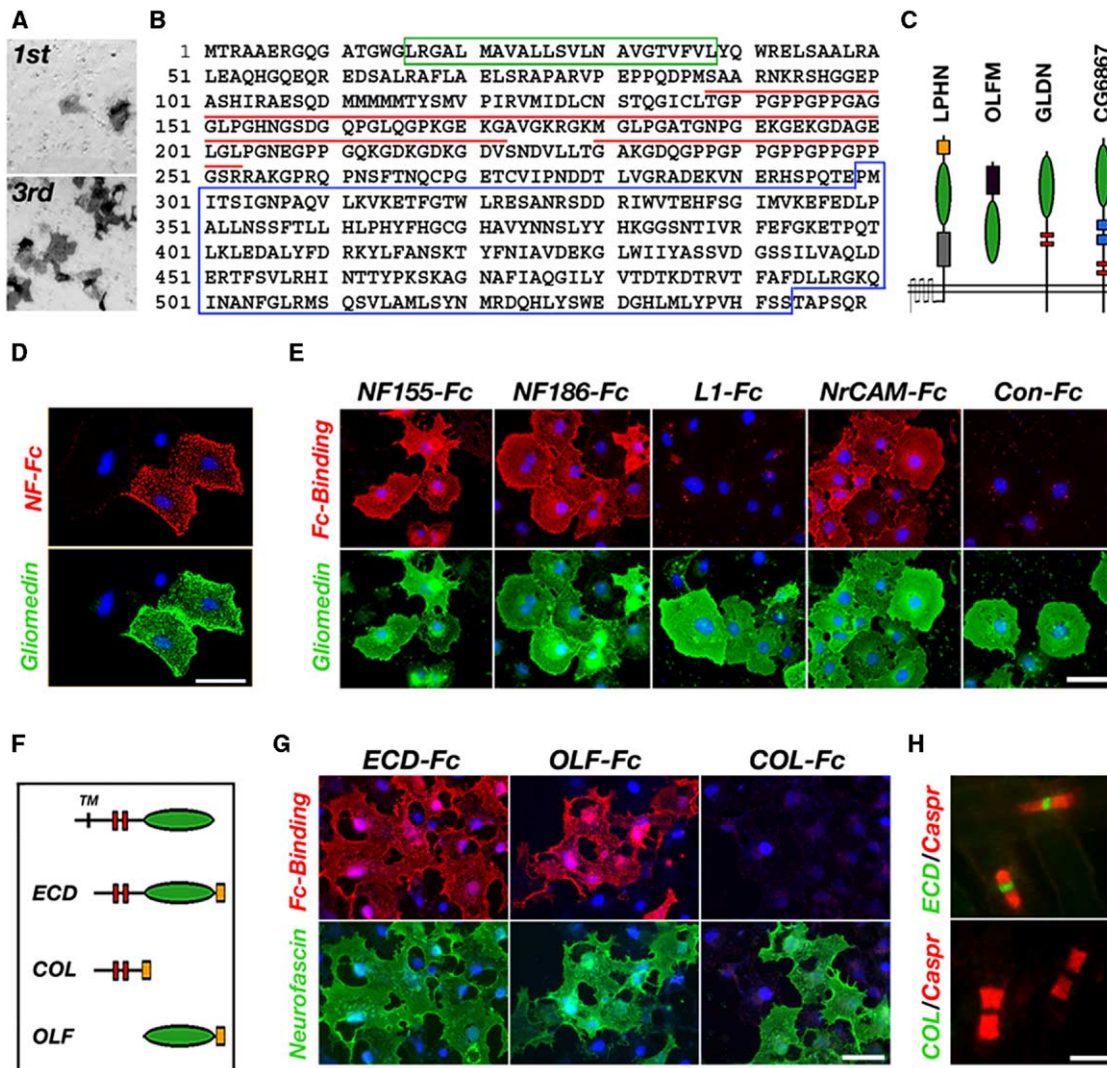 A
1st
3rd
B
1 MTRAAERGQG ATGWGLRGAL MAVALLSVLN AVGTVFVLYQ WRELSAALRA
51 LEAQHGQEQR EDSALRAFLA ELSRAPARVP EPPQDPMSAA RNKRSHGGEP
101 ASHIRAESQD MMMMMTYSMV PIRVMIDLCN STQGICLTGP PGPPGPPGAG
151 GLPGHNGSDG QPGLQGPKGE KGAVGKRGKM GLPGATGNPG EKGEKGDAGE
201 LGLPGNEGPP GQKGDKGDKG DVSNDVLLTG AKGDQGPPGP PGPPGPPGPP
251 GSRRAKGPRQ PNSFTNQCPG ETCVIPNDDT LVGRADEKVN ERHSPQTEPM
301 ITSIGNPAQV LKVKETFGTW LRESANRSDD RIWVTEHFSG IMVKEFEDLP
351 ALLNSSFTLL HLPHYFHGCG HAVYNNSLYY HKGGSNTIVR FEFGKETPQT
401 LKLEDALYFD RKYLFANSKT YFNIAVDEKG LWIIYASSVD GSSILVAQLD
451 ERTFSVLRHI NTTYPKSKAG NAFIAQGILY VTDTKDTRVT FAFDLLRGKQ
501 INANFGLRMS QSVLAMLSYN MRDQHLYSWE DGHLMLYPVH FSSTAPSQR
C
LPHN
OLFM
GLDN
CG6867
D
NF-Fc
Gliomedin
E
NF155-Fc NF186-Fc L1-Fc NrCAM-Fc Con-Fc
Fc-Binding
Gliomedin
F
TM
ECD
COL
OLF
G
ECD-Fc OLF-Fc COL-Fc
Fc-Binding
Neurofascin
H
ECD/Caspr
COL/Caspr